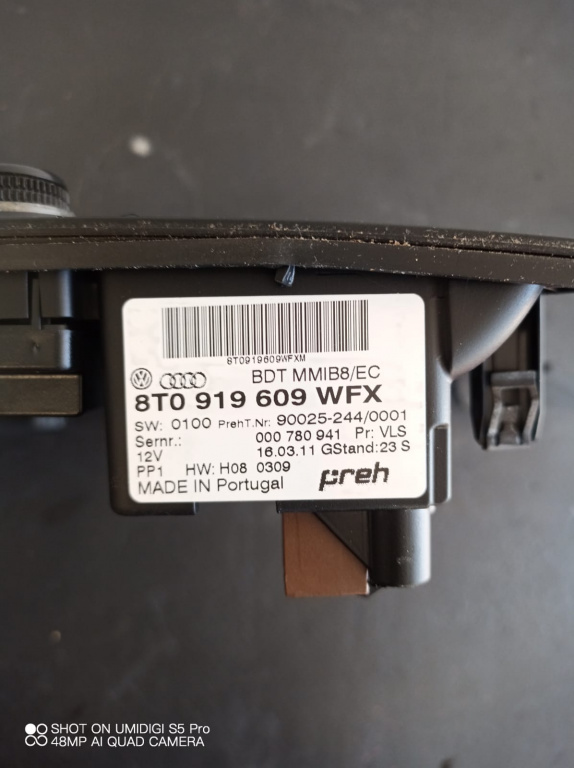 8T0919609WFXM
BDT MMIB8/EC
8T0 919 609 WFX
SW: 0100 PrehT.Nr: 90025-244/0001
Sernr.: 000 780 941 Pr: VLS
12V 16.03.11 GStand: 23 S
PP1 HW: H08 0309
MADE IN Portugal preh
SHOT ON UMIDIGI S5 Pro
48MP AI QUAD CAMERA